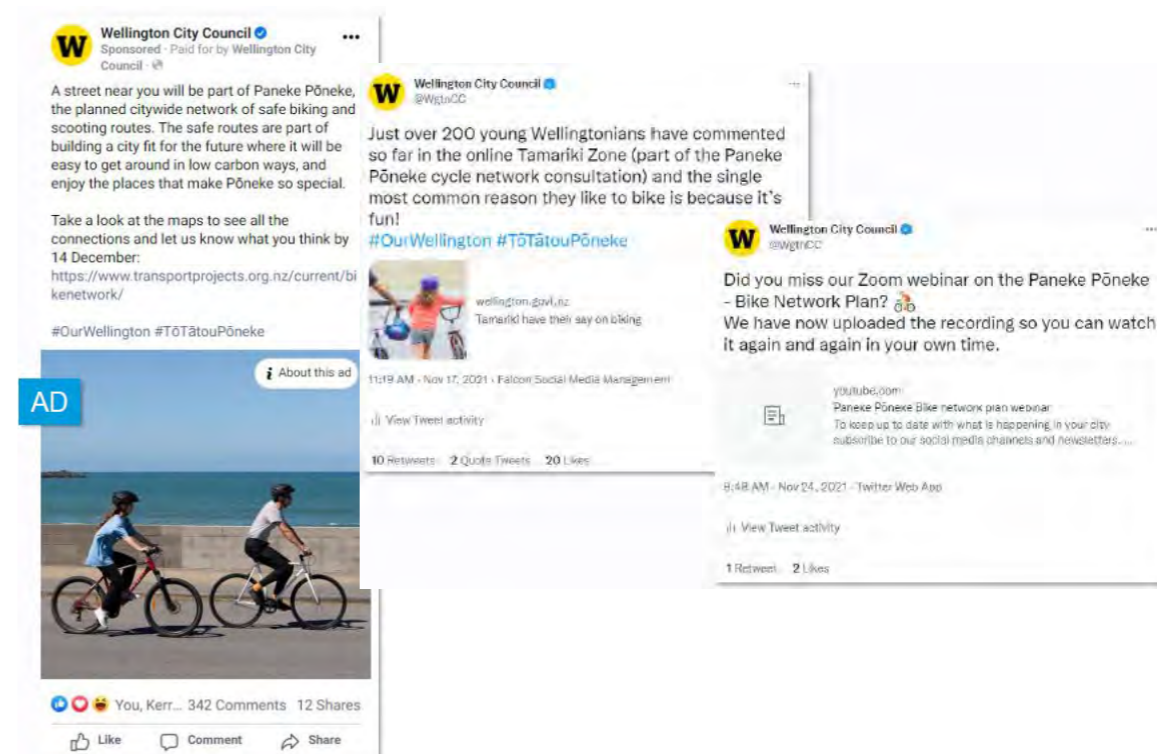 W
Wellington City Council
Sponsored · Paid for by Wellington City
Council ·
A street near you will be part of Paneke Pōneke,
the planned citywide network of safe biking and
scooting routes. The safe routes are part of
building a city fit for the future where it will be
easy to get around in low carbon ways, and
enjoy the places that make Pōneke so special.
Take a look at the maps to see all the
connections and let us know what you think by
14 December:
https://www.transportprojects.org.nz/current/bi
kenetwork/
#OurWellington #TōTātouPōneke
i About this ad
AD
You, Kerr... 342 Comments 12 Shares
Like Comment Share
W
Wellington City Council
@WgtnCC
Just over 200 young Wellingtonians have commented
so far in the online Tamariki Zone (part of the Paneke
Pōneke cycle network consultation) and the single
most common reason they like to bike is because it's
fun!
#OurWellington #TōTātouPōneke
wellington.govt.nz
Tamariki have their say on biking
11:19 AM · Nov 17, 2021 · Falcon Social Media Management
View Tweet activity
10 Retweets 2 Quote Tweets 20 Likes
W
Wellington City Council
@WgtnCC
Did you miss our Zoom webinar on the Paneke Pōneke
- Bike Network Plan?
We have now uploaded the recording so you can watch
it again and again in your own time.
youtube.com
Paneke Pōneke Bike network plan webinar
To keep up to date with what is happening in your city
subscribe to our social media channels and newsletters....
9:48 AM · Nov 24, 2021 · Twitter Web App
View Tweet activity
1 Retweet 2 Likes